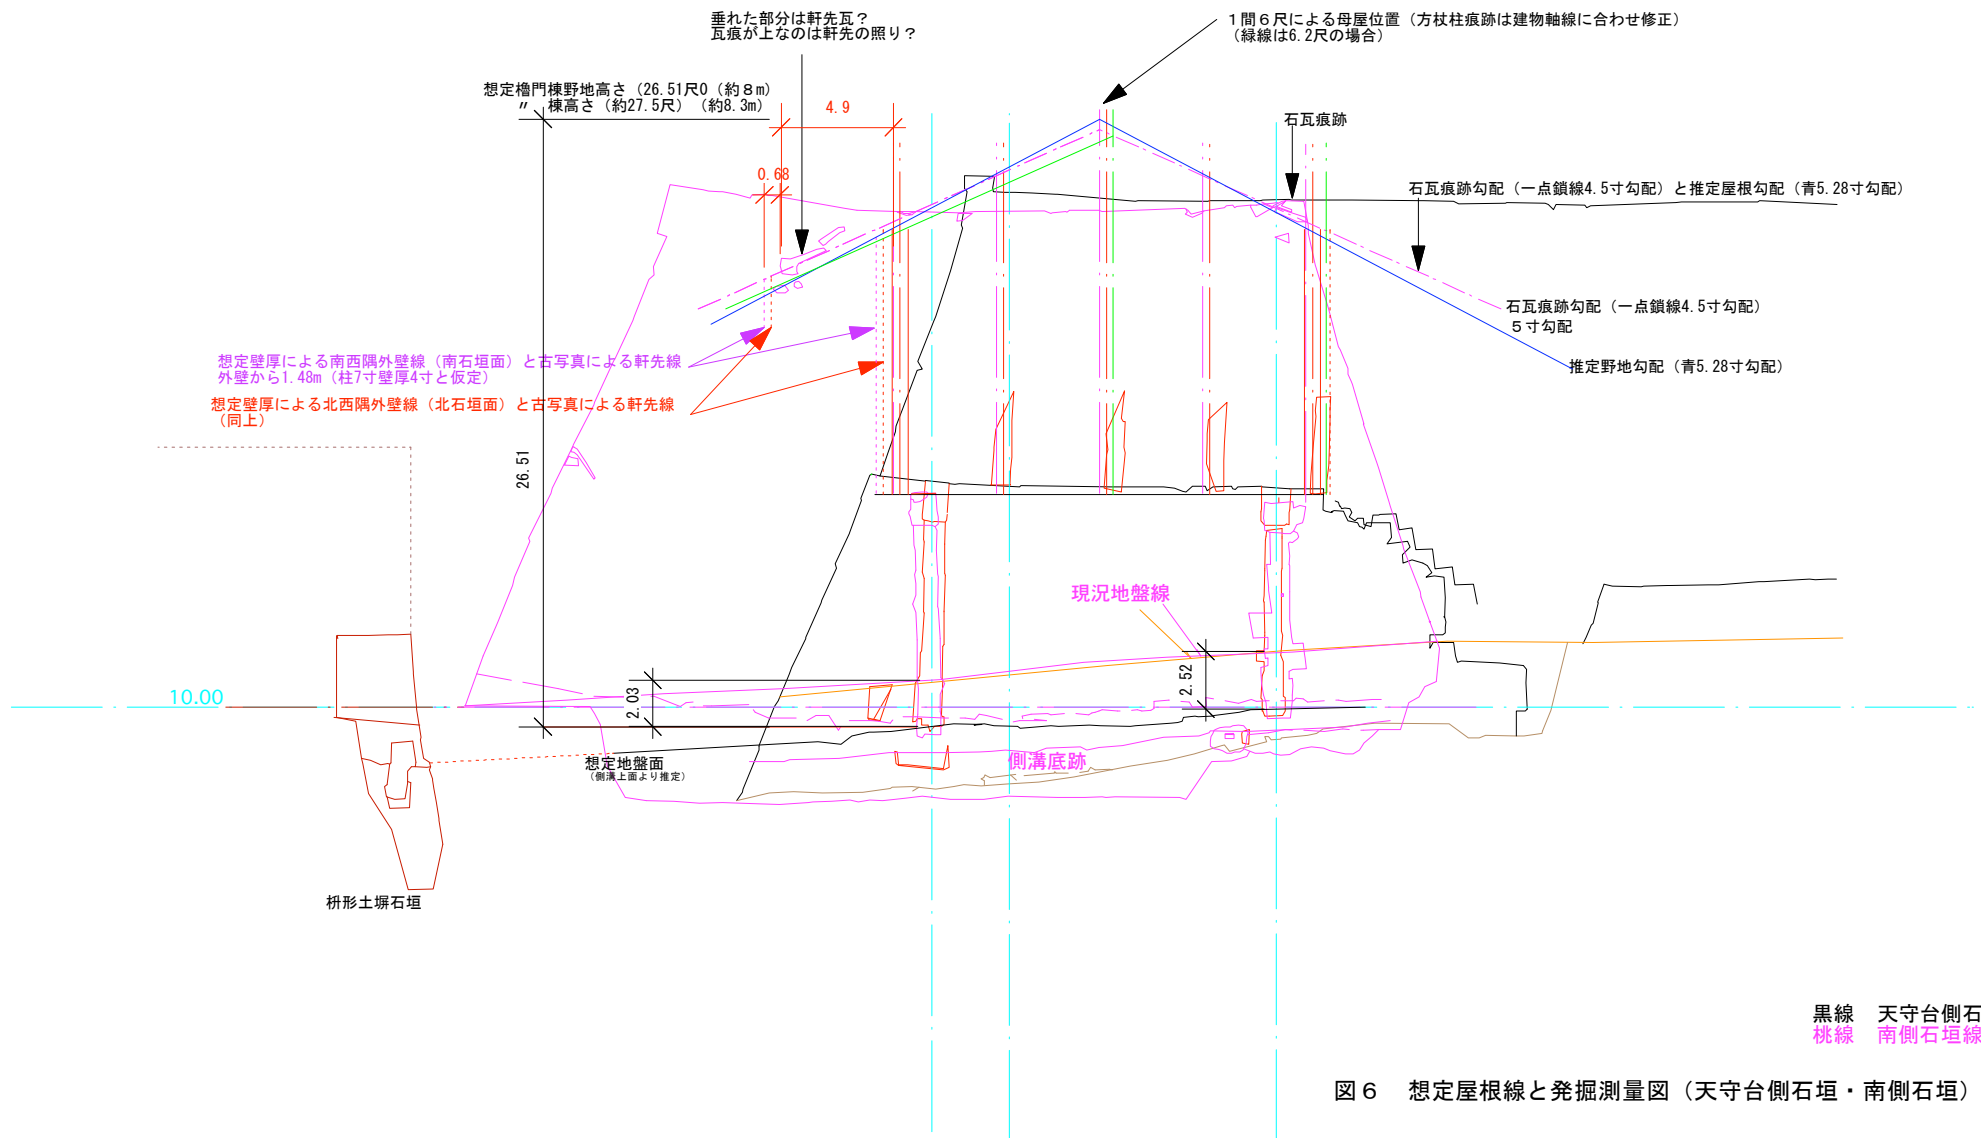 垂れた部分は軒先瓦？
瓦痕が上なのは軒先の照り？
１間６尺による母屋位置（方杖柱痕跡は建物軸線に合わせ修正）
（緑線は6.2尺の場合）
想定櫓門棟野地高さ（26.51尺0（約８m）
〃　棟高さ（約27.5尺）（約8.3m）
4.9
石瓦痕跡
0.68
石瓦痕跡勾配（一点鎖線4.5寸勾配）と推定屋根勾配（青5.28寸勾配）
石瓦痕跡勾配（一点鎖線4.5寸勾配）
５寸勾配
推定野地勾配（青5.28寸勾配）
想定壁厚による南西隅外壁線（南石垣面）と古写真による軒先線
外壁から1.48m（柱7寸壁厚4寸と仮定）
想定壁厚による北西隅外壁線（北石垣面）と古写真による軒先線
（同上）
26.51
現況地盤線
2.03
2.52
10.00
想定地盤面
（側溝上面より推定）
側溝底跡
枡形土塀石垣
黒線　天守台側石
桃線　南側石垣線
図６　想定屋根線と発掘測量図（天守台側石垣・南側石垣）